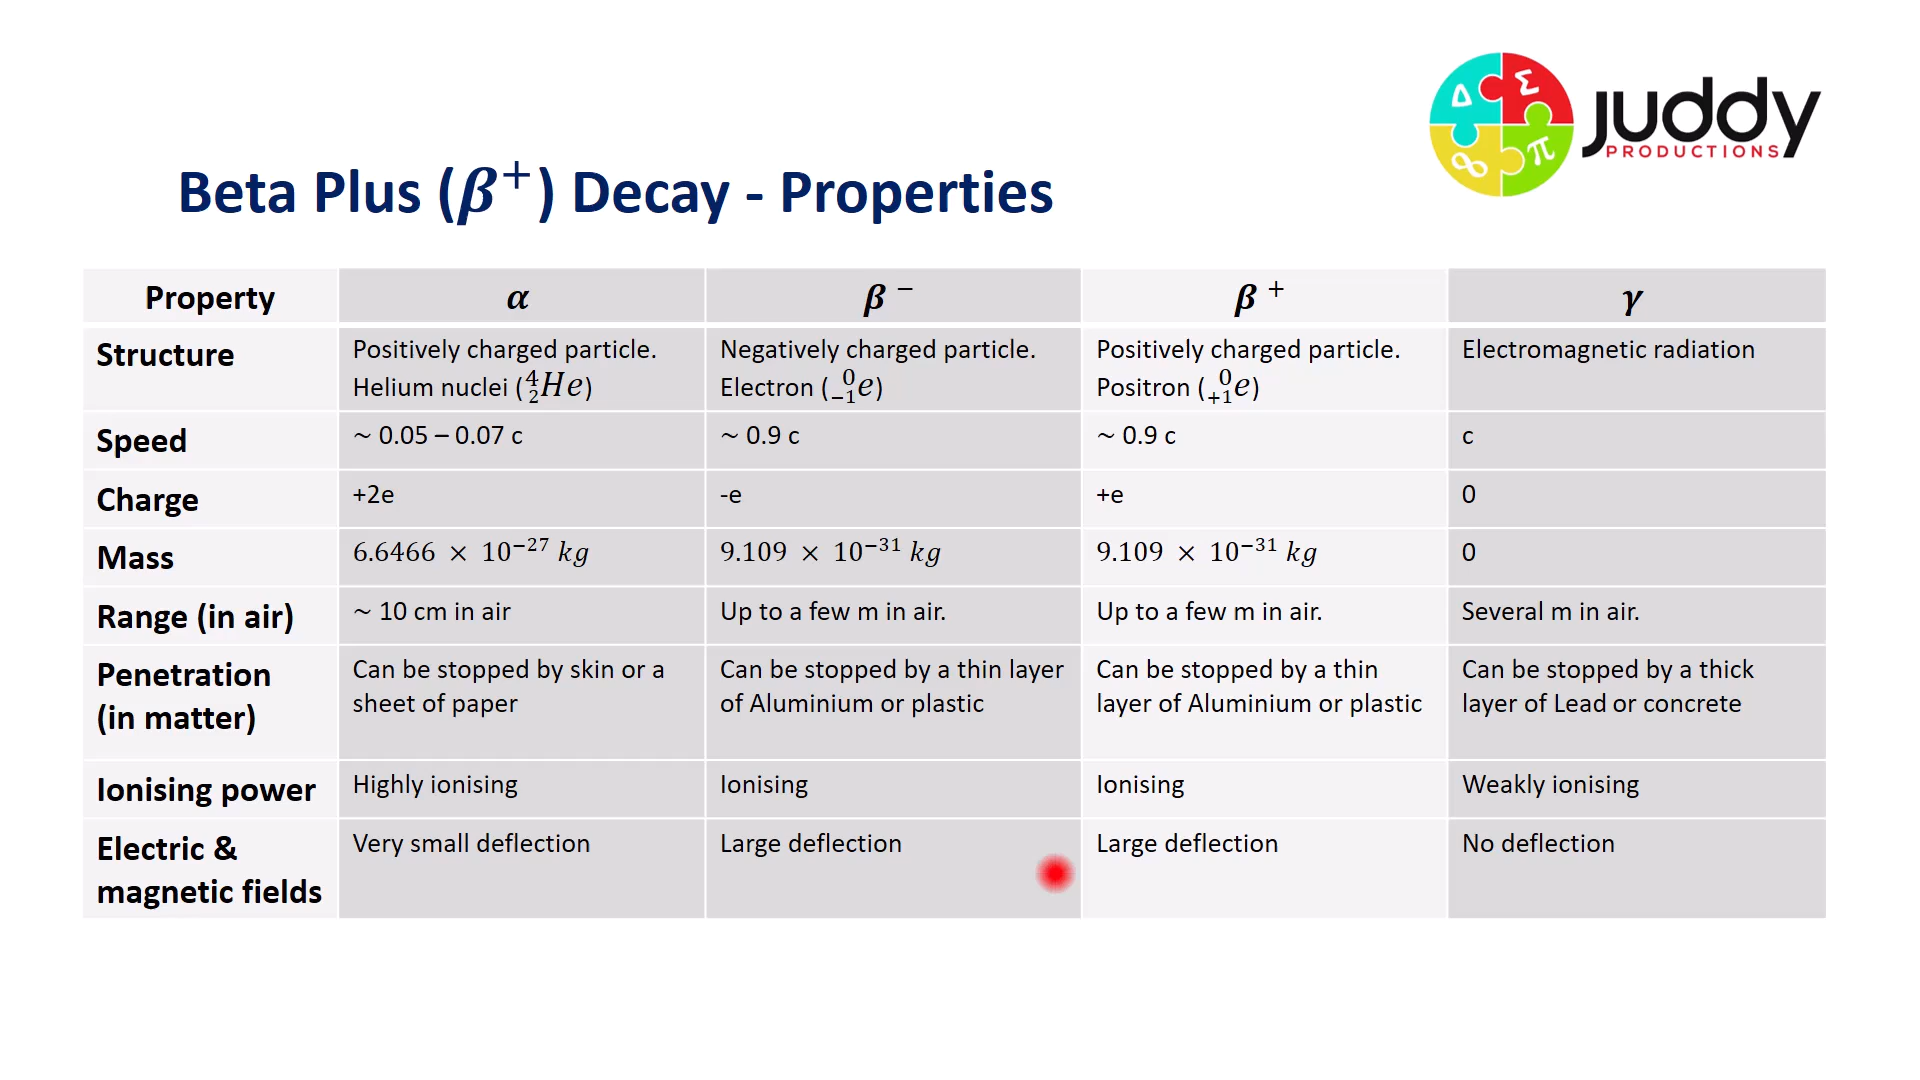 Δ Σ
∞ π
juddy
PRODUCTIONS
Beta Plus (β⁺) Decay - Properties
Property α β⁻ β⁺ γ
Structure
Positively charged particle.
Helium nuclei (⁴₂He)
Negatively charged particle.
Electron (⁰₋₁e)
Positively charged particle.
Positron (⁰₊₁e)
Electromagnetic radiation
Speed ~ 0.05 – 0.07 c ~ 0.9 c ~ 0.9 c c
Charge +2e -e +e 0
Mass 6.6466 × 10⁻²⁷ kg 9.109 × 10⁻³¹ kg 9.109 × 10⁻³¹ kg 0
Range (in air) ~ 10 cm in air Up to a few m in air. Up to a few m in air. Several m in air.
Penetration
(in matter)
Can be stopped by skin or a
sheet of paper
Can be stopped by a thin layer
of Aluminium or plastic
Can be stopped by a thin
layer of Aluminium or plastic
Can be stopped by a thick
layer of Lead or concrete
Ionising power Highly ionising Ionising Ionising Weakly ionising
Electric &
magnetic fields
Very small deflection Large deflection Large deflection No deflection